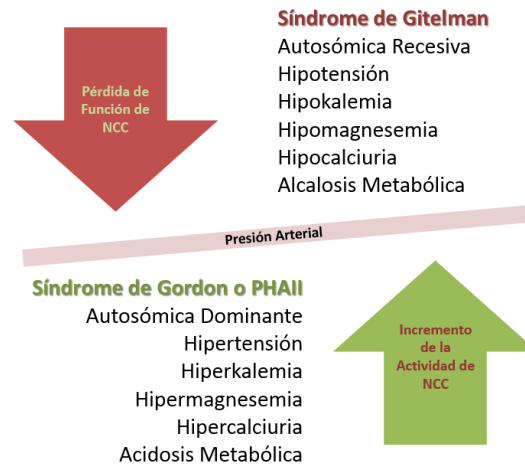 Síndrome de Gitelman
Autosómica Recesiva
Hipotensión
Hipokalemia
Hipomagnesemia
Hipocalciuria
Alcalosis Metabólica
Pérdida de
Función de
NCC
Presión Arterial
Síndrome de Gordon o PHAII
Autosómica Dominante
Hipertensión
Hiperkalemia
Hipermagnesemia
Hipercalciuria
Acidosis Metabólica
Incremento
de la
Actividad de
NCC